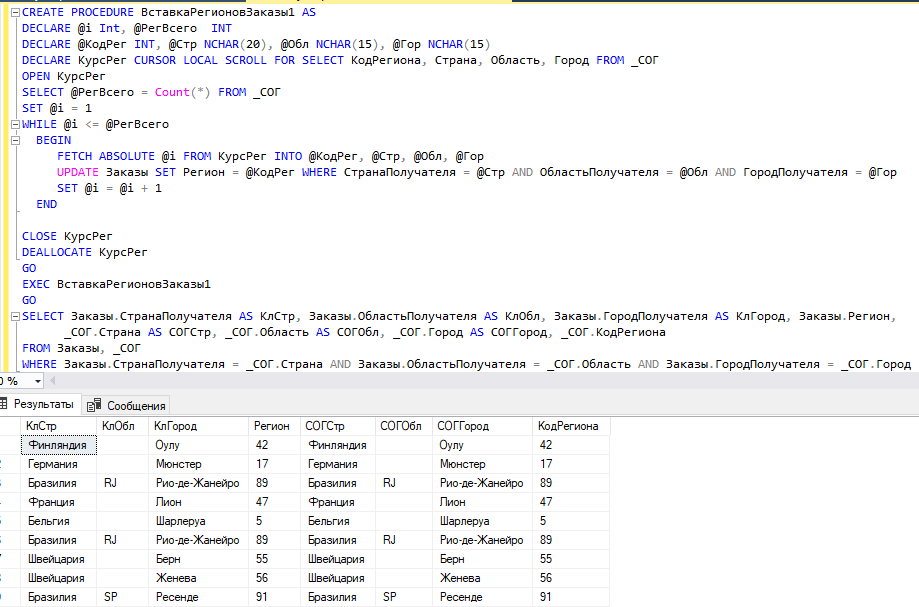 CREATE PROCEDURE ВставкаРегионовЗаказы1 AS
DECLARE @i Int, @РегВсего  INT
DECLARE @КодРег INT, @Стр NCHAR(20), @Обл NCHAR(15), @Гор NCHAR(15)
DECLARE КурсРег CURSOR LOCAL SCROLL FOR SELECT КодРегиона, Страна, Область, Город FROM _СОГ
OPEN КурсРег
SELECT @РегВсего = Count(*) FROM _СОГ
SET @i = 1
WHILE @i <= @РегВсего
BEGIN
FETCH ABSOLUTE @i FROM КурсРег INTO @КодРег, @Стр, @Обл, @Гор
UPDATE Заказы SET Регион = @КодРег WHERE СтранаПолучателя = @Стр AND ОбластьПолучателя = @Обл AND ГородПолучателя = @Гор
SET @i = @i + 1
END
CLOSE КурсРег
DEALLOCATE КурсРег
GO
EXEC ВставкаРегионовЗаказы1
GO
SELECT Заказы.СтранаПолучателя AS КлСтр, Заказы.ОбластьПолучателя AS КлОбл, Заказы.ГородПолучателя AS КлГород, Заказы.Регион,
_СОГ.Страна AS СОГСтр, _СОГ.Область AS СОГОбл, _СОГ.Город AS СОГГород, _СОГ.КодРегиона
FROM Заказы, _СОГ
WHERE Заказы.СтранаПолучателя = _СОГ.Страна AND Заказы.ОбластьПолучателя = _СОГ.Область AND Заказы.ГородПолучателя = _СОГ.Город
0 %
Результаты Сообщения
КлСтр КлОбл КлГород Регион СОГСтр СОГОбл СОГГород КодРегиона
Финляндия Оулу 42 Финляндия Оулу 42
Германия Мюнстер 17 Германия Мюнстер 17
Бразилия RJ Рио-де-Жанейро 89 Бразилия RJ Рио-де-Жанейро 89
Франция Лион 47 Франция Лион 47
Бельгия Шарлеруа 5 Бельгия Шарлеруа 5
Бразилия RJ Рио-де-Жанейро 89 Бразилия RJ Рио-де-Жанейро 89
Швейцария Берн 55 Швейцария Берн 55
Швейцария Женева 56 Швейцария Женева 56
Бразилия SP Ресенде 91 Бразилия SP Ресенде 91